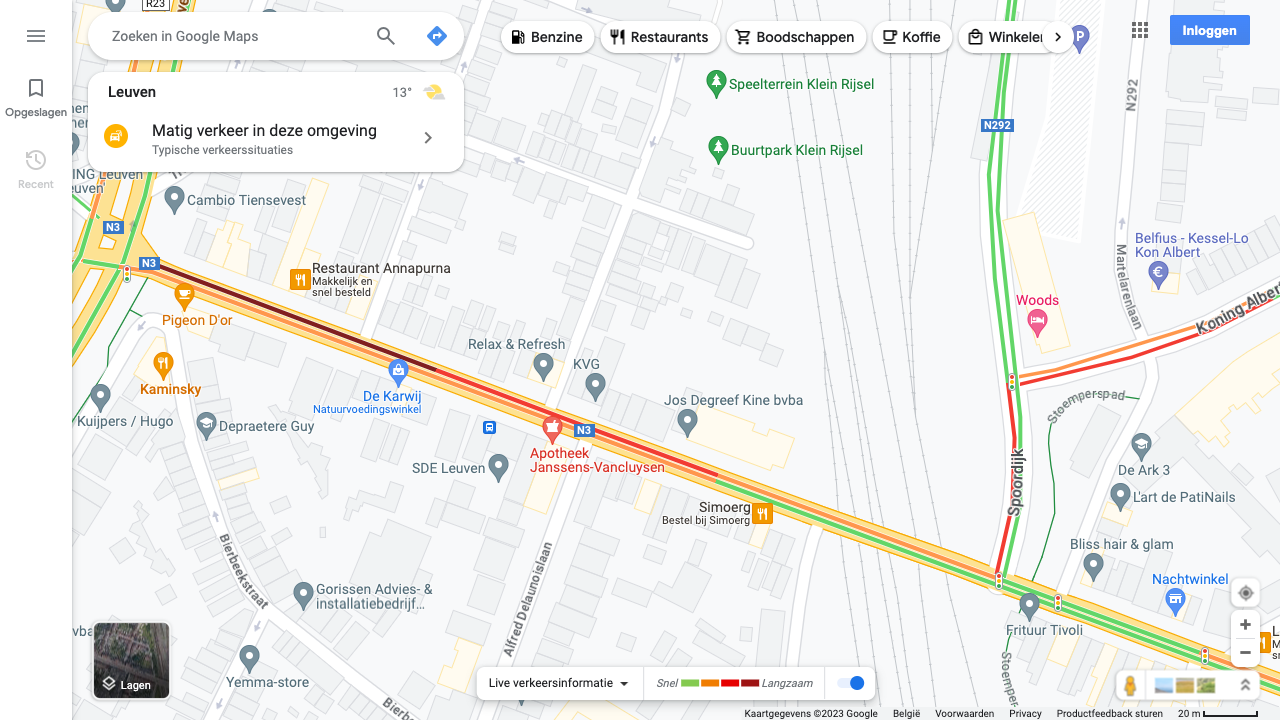 R23
Zoeken in Google Maps
Benzine
Restaurants
Boodschappen
Koffie
Winkelen
Inloggen
Opgeslagen
Recent
Leuven
13°
Matig verkeer in deze omgeving
Typische verkeerssituaties
Speelterrein Klein Rijsel
Buurtpark Klein Rijsel
N292
N292
P
Cambio Tiensevest
N3
N3
Restaurant Annapurna
Makkelijk en
snel besteld
Pigeon D'or
Belfius - Kessel-Lo
Kon Albert
Martelarenlaan
Koning Albert
Woods
Relax & Refresh
KVG
Kaminsky
De Karwij
Natuurvoedingswinkel
Kuijpers / Hugo
Depraetere Guy
Jos Degreef Kine bvba
Stoemperspad
N3
Apotheek
Janssens-Vancluysen
SDE Leuven
Spoordijk
De Ark 3
L'art de PatiNails
Simoerg
Bestel bij Simoerg
Bliss hair & glam
Bierbeekstraat
Alfred Delaunoislaan
Gorissen Advies- &
Installatiebedrijf...
Nachtwinkel
Frituur Tivoli
Yemma-store
Lagen
Live verkeersinformatie
Snel
Langzaam
Kaartgegevens ©2023 Google
België
Voorwaarden
Privacy
Productfeedback sturen
20 m